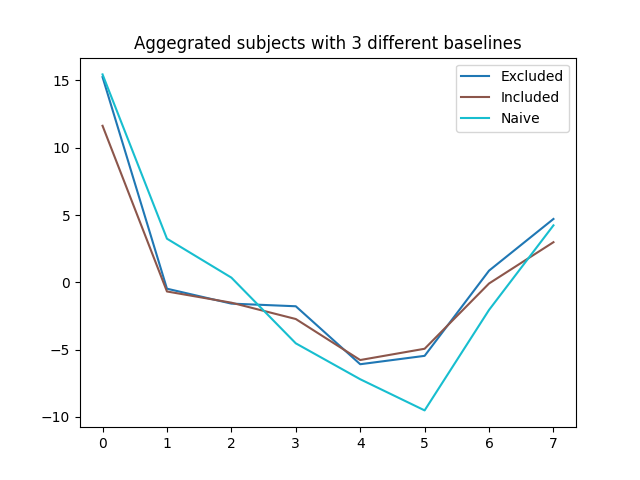 Aggegrated subjects with 3 different baselines
Excluded
Included
Naive
15
10
5
0
−5
−10
0 1 2 3 4 5 6 7